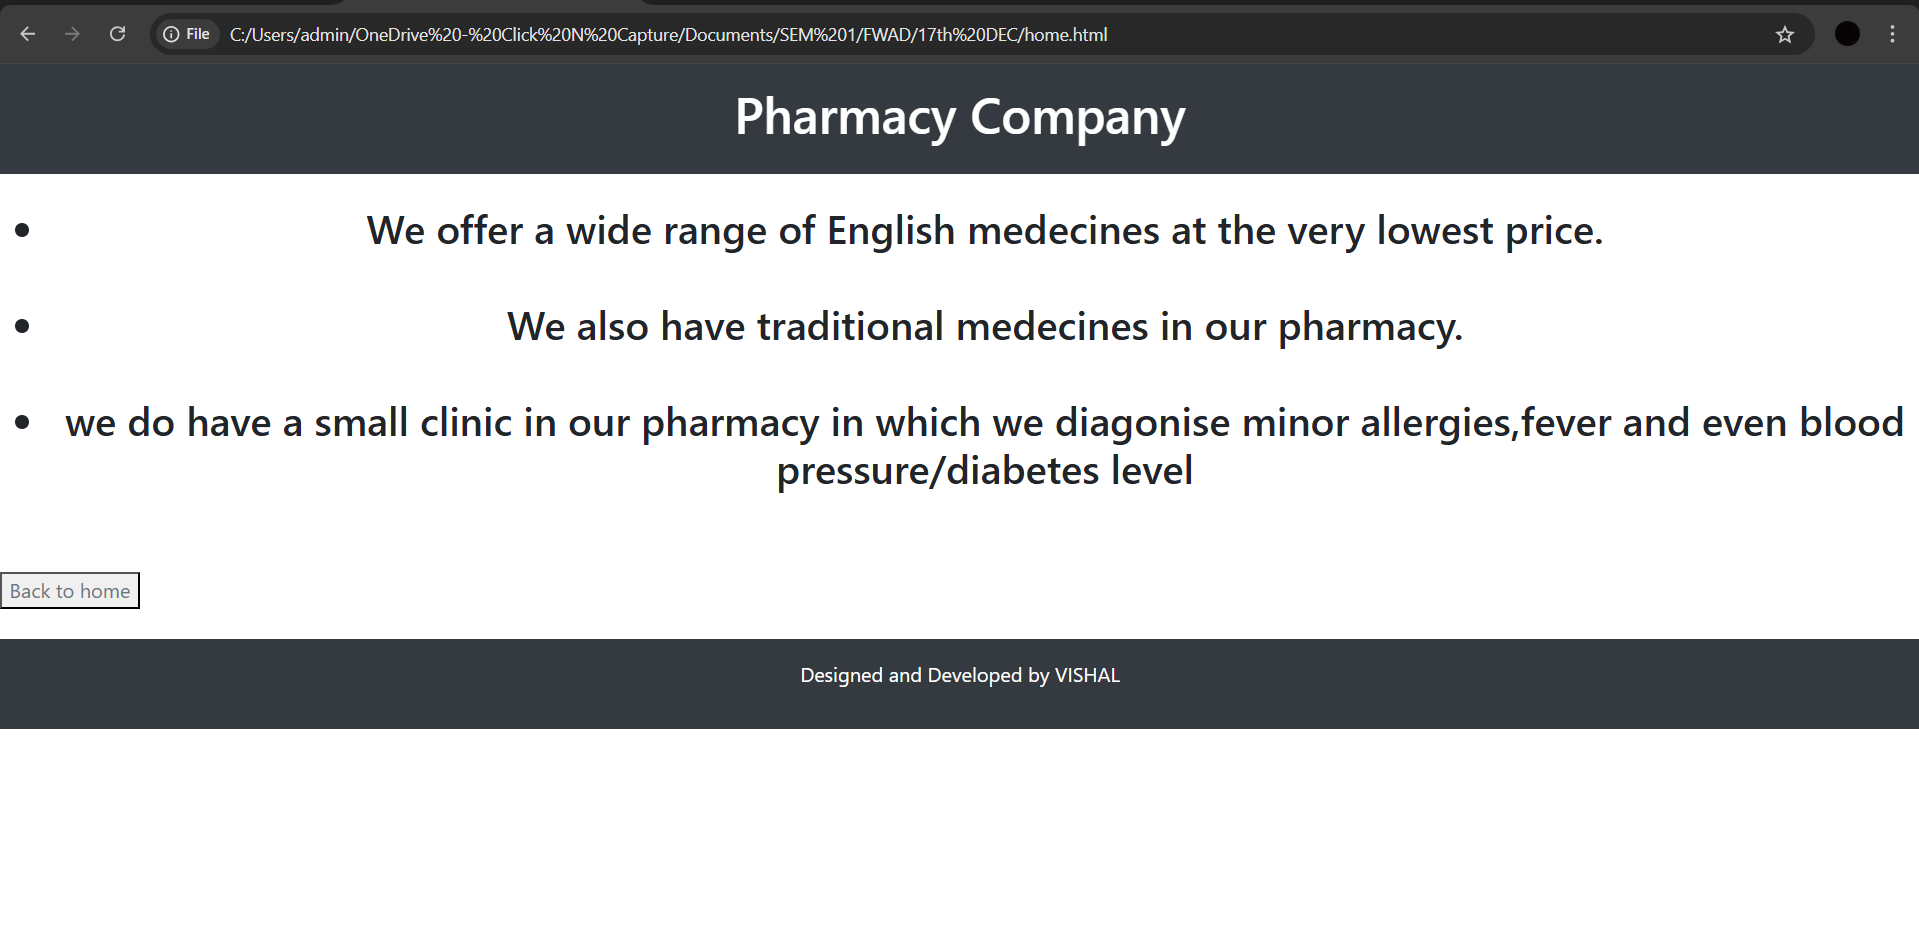 File C:/Users/admin/OneDrive%20-%20Click%20N%20Capture/Documents/SEM%201/FWAD/17th%20DEC/home.html
Pharmacy Company
• We offer a wide range of English medecines at the very lowest price.
• We also have traditional medecines in our pharmacy.
• we do have a small clinic in our pharmacy in which we diagonise minor allergies,fever and even blood
pressure/diabetes level
Back to home
Designed and Developed by VISHAL